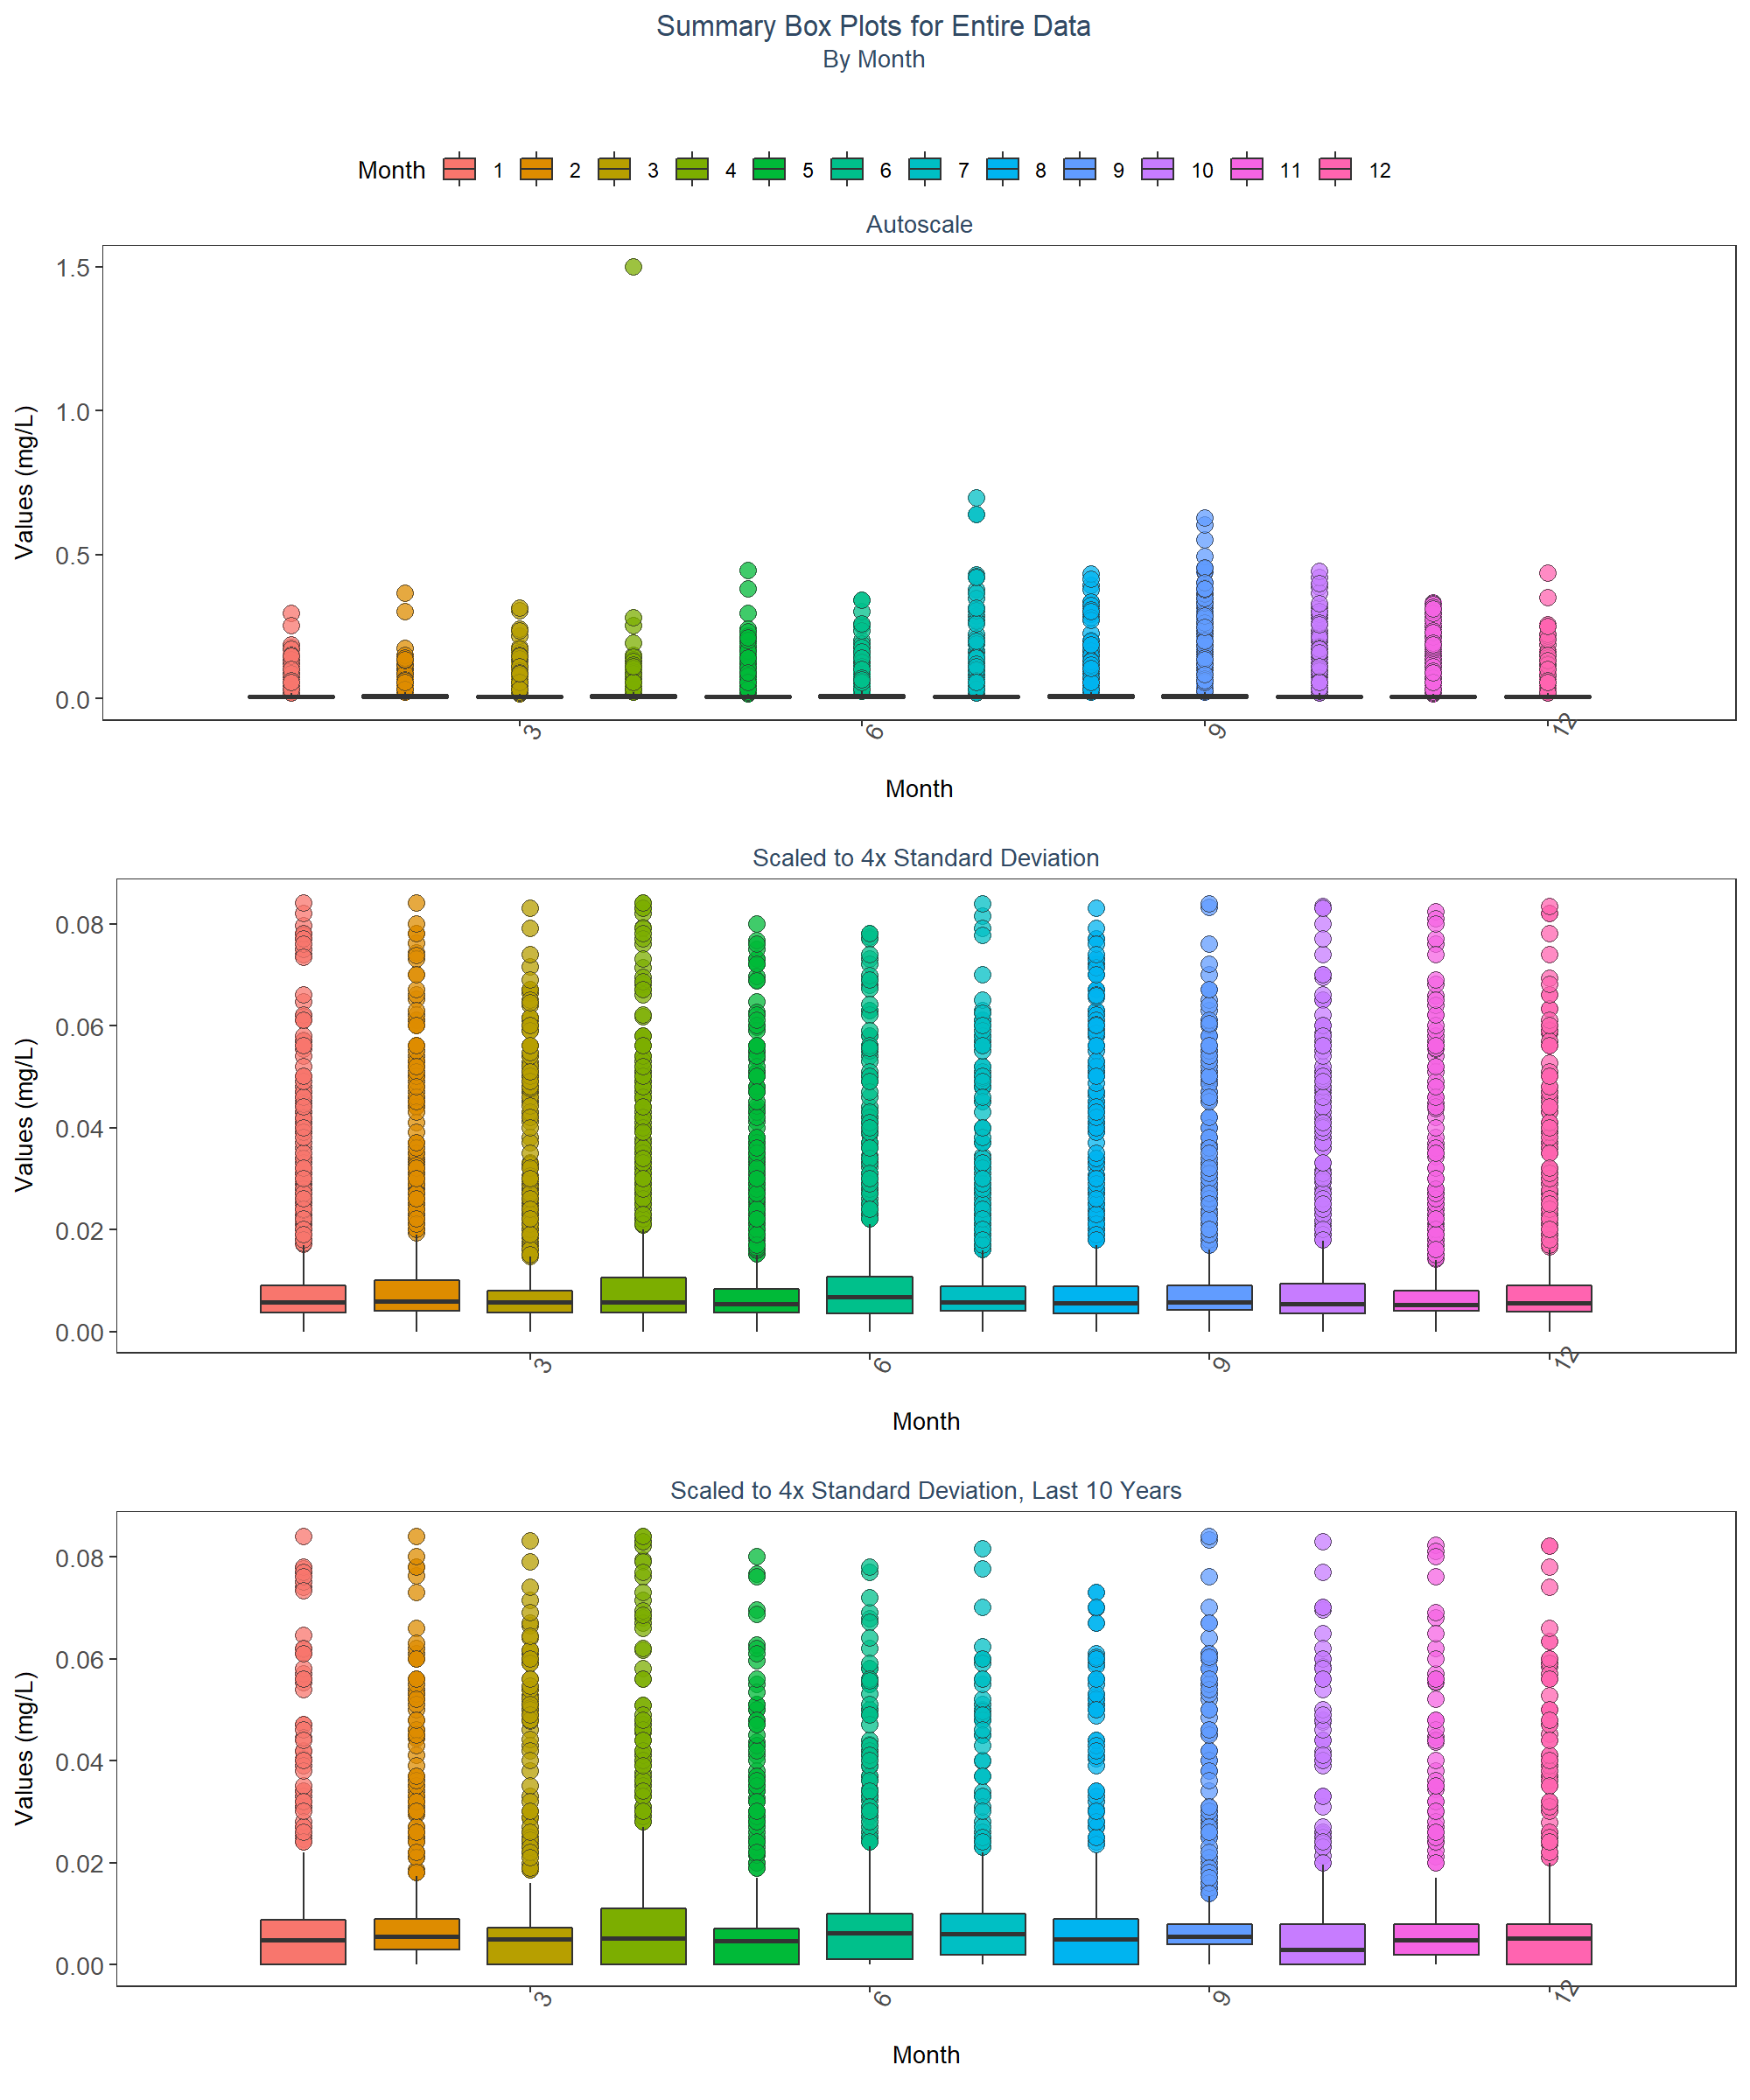 Summary Box Plots for Entire Data
By Month
Month 1 2 3 4 5 6 7 8 9 10 11 12
Autoscale
Values (mg/L)
1.5
1.0
0.5
0.0
3 6 9 12
Month
Scaled to 4x Standard Deviation
Values (mg/L)
0.08
0.06
0.04
0.02
0.00
3 6 9 12
Month
Scaled to 4x Standard Deviation, Last 10 Years
Values (mg/L)
0.08
0.06
0.04
0.02
0.00
3 6 9 12
Month